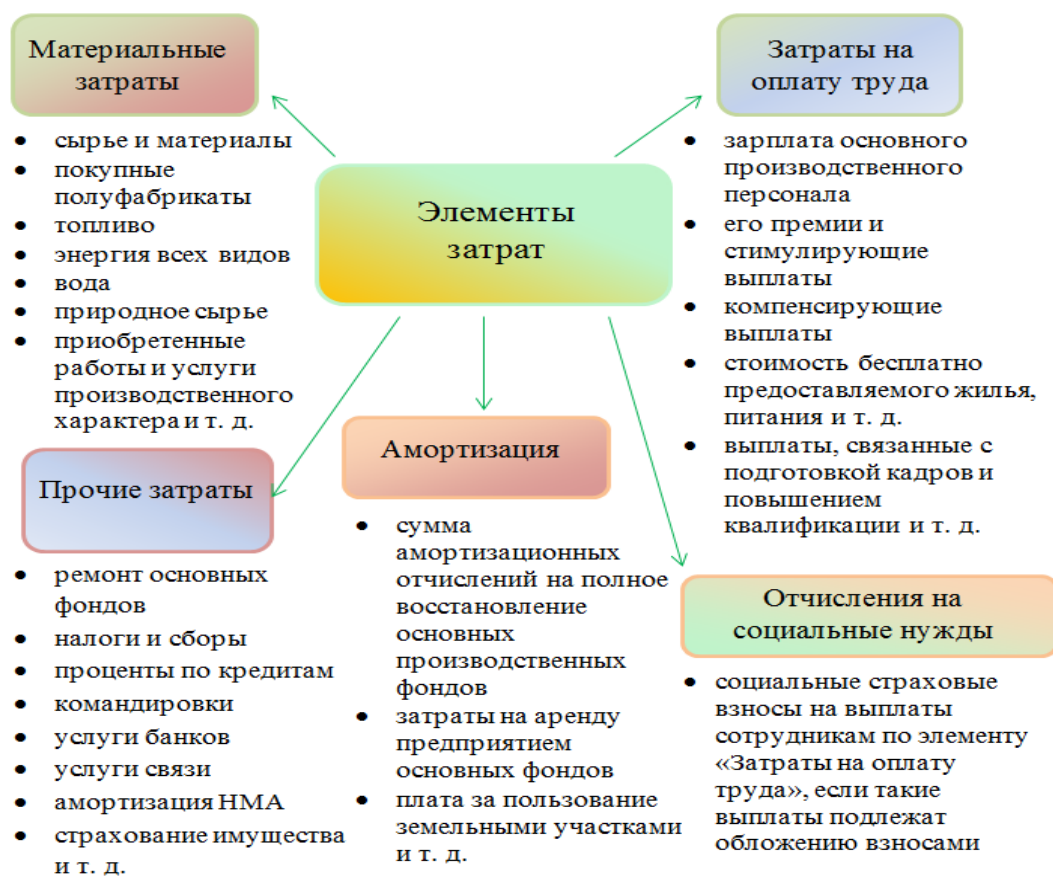 Материальные
затраты
• сырье и материалы
• покупные
полуфабрикаты
• топливо
• энергия всех видов
• вода
• природное сырье
• приобретенные
работы и услуги
производственного
характера и т. д.
Элементы
затрат
Затраты на
оплату труда
• зарплата основного
производственного
персонала
• его премии и
стимулирующие
выплаты
• компенсирующие
выплаты
• стоимость бесплатно
предоставляемого жилья,
питания и т. д.
• выплаты, связанные с
подготовкой кадров и
повышением
квалификации и т. д.
Прочие затраты
• ремонт основных
фондов
• налоги и сборы
• проценты по кредитам
• командировки
• услуги банков
• услуги связи
• амортизация НМА
• страхование имущества
и т. д.
Амортизация
• сумма
амортизационных
отчислений на полное
восстановление
основных
производственных
фондов
• затраты на аренду
предприятием
основных фондов
• плата за пользование
земельными участками
и т. д.
Отчисления на
социальные нужды
• социальные страховые
взносы на выплаты
сотрудникам по элементу
«Затраты на оплату
труда», если такие
выплаты подлежат
обложению взносами